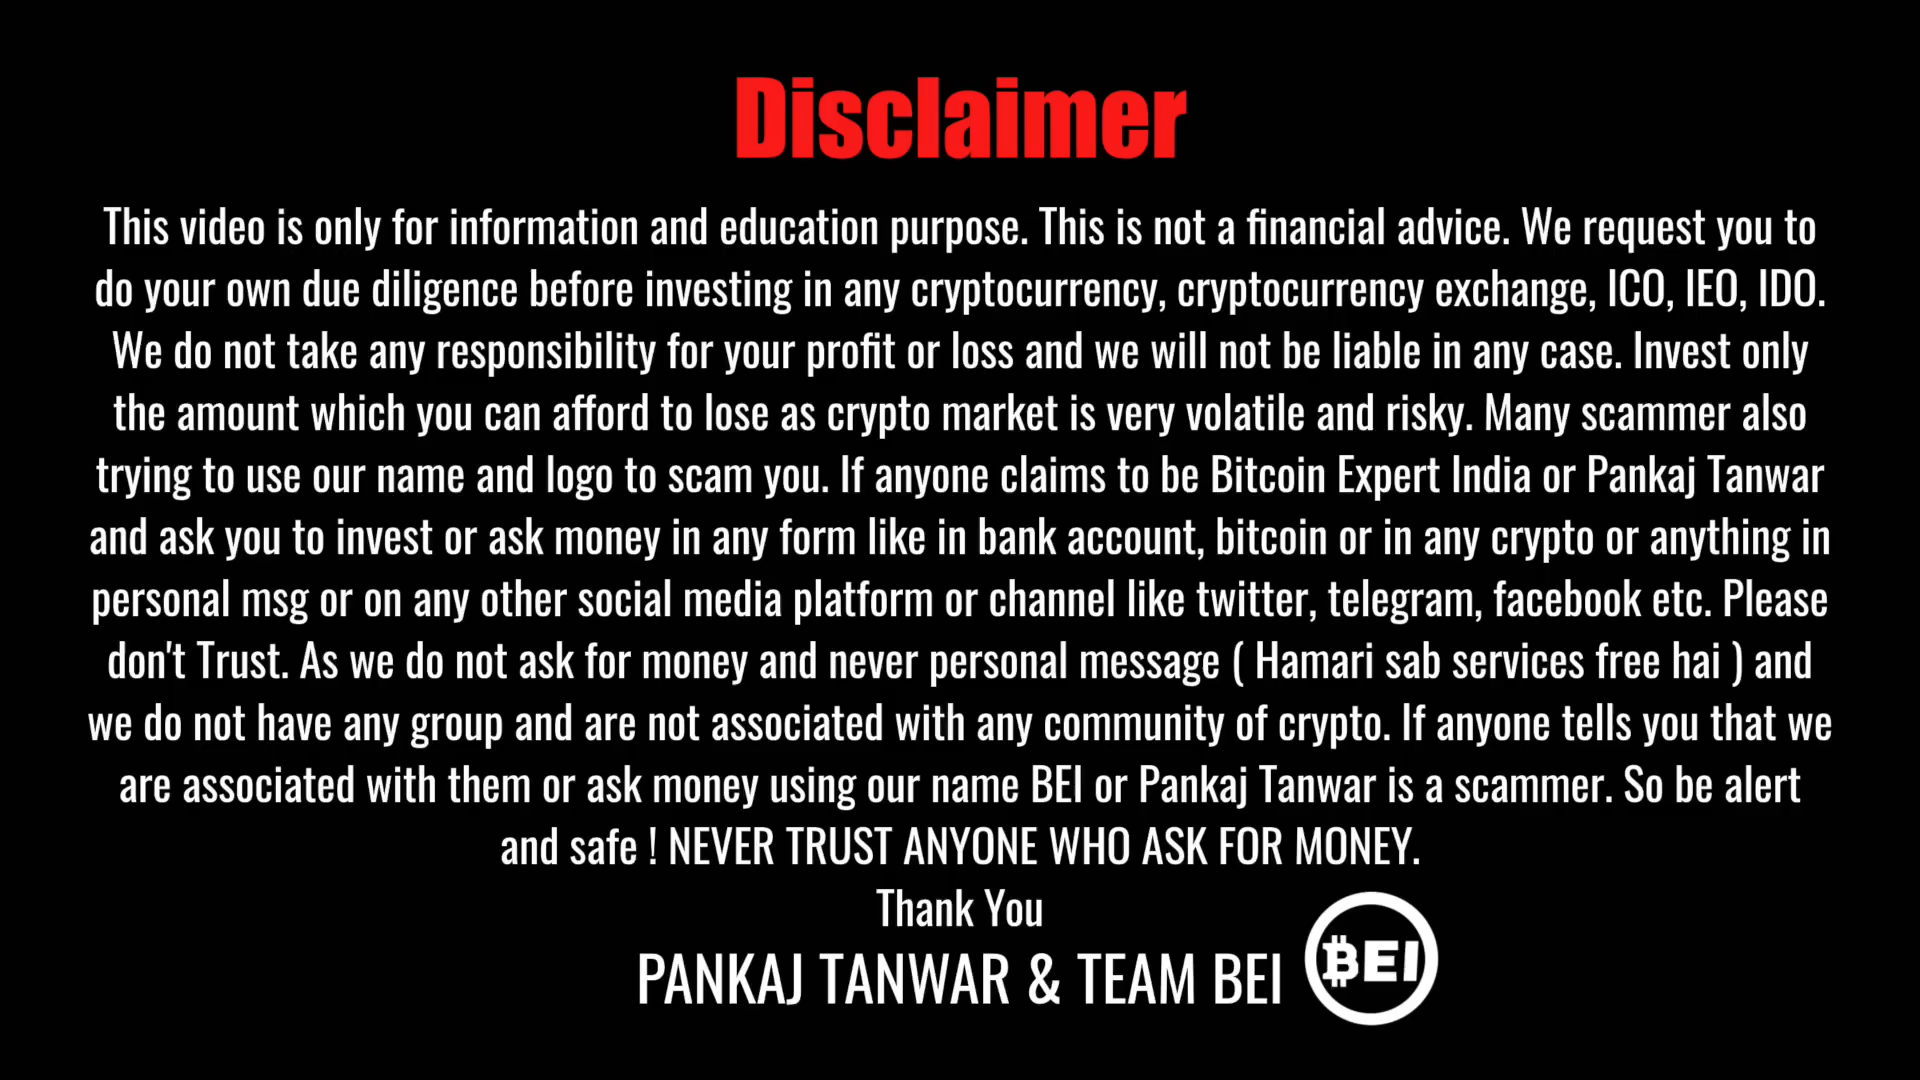 Disclaimer
This video is only for information and education purpose. This is not a financial advice. We request you to
do your own due diligence before investing in any cryptocurrency, cryptocurrency exchange, ICO, IEO, IDO.
We do not take any responsibility for your profit or loss and we will not be liable in any case. Invest only
the amount which you can afford to lose as crypto market is very volatile and risky. Many scammer also
trying to use our name and logo to scam you. If anyone claims to be Bitcoin Expert India or Pankaj Tanwar
and ask you to invest or ask money in any form like in bank account, bitcoin or in any crypto or anything in
personal msg or on any other social media platform or channel like twitter, telegram, facebook etc. Please
don't Trust. As we do not ask for money and never personal message ( Hamari sab services free hai ) and
we do not have any group and are not associated with any community of crypto. If anyone tells you that we
are associated with them or ask money using our name BEI or Pankaj Tanwar is a scammer. So be alert
and safe ! NEVER TRUST ANYONE WHO ASK FOR MONEY.
Thank You
PANKAJ TANWAR & TEAM BEI
BEI